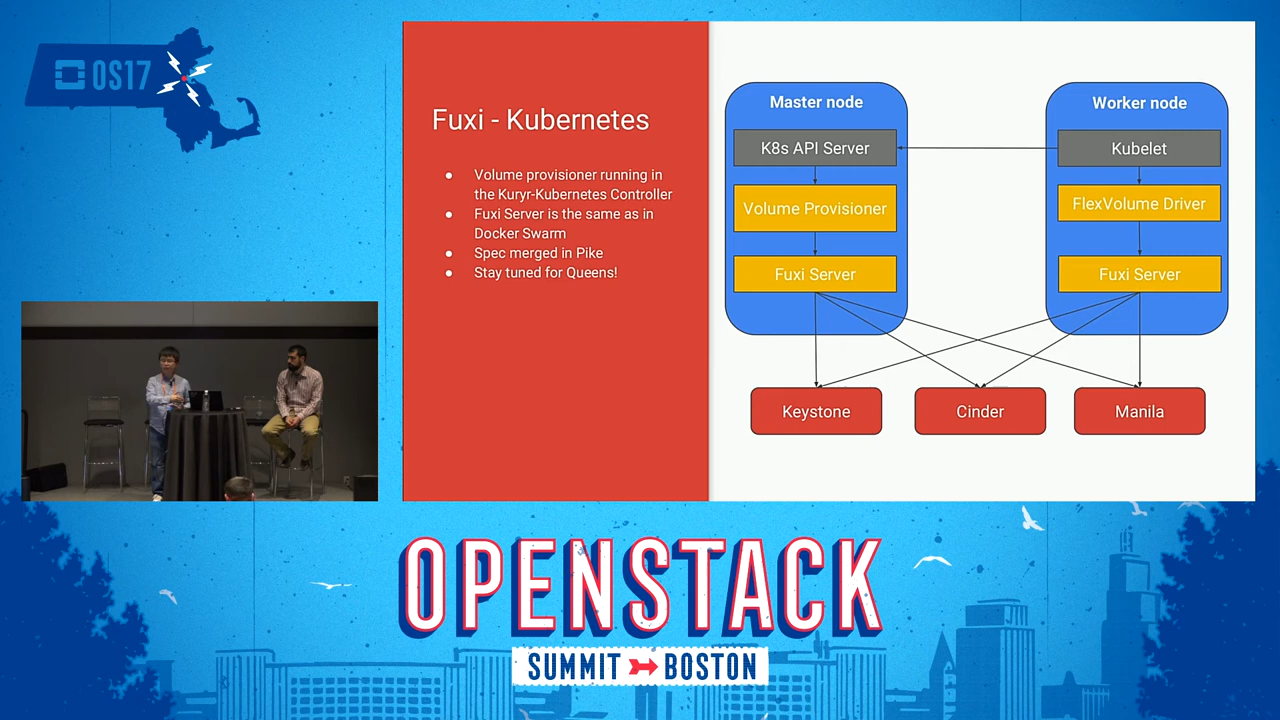 OS17
Fuxi - Kubernetes
● Volume provisioner running in
the Kuryr-Kubernetes Controller
● Fuxi Server is the same as in
Docker Swarm
● Spec merged in Pike
● Stay tuned for Queens!
Master node
K8s API Server
Volume Provisioner
Fuxi Server
Worker node
Kubelet
FlexVolume Driver
Fuxi Server
Keystone
Cinder
Manila
OPENSTACK
SUMMIT BOSTON